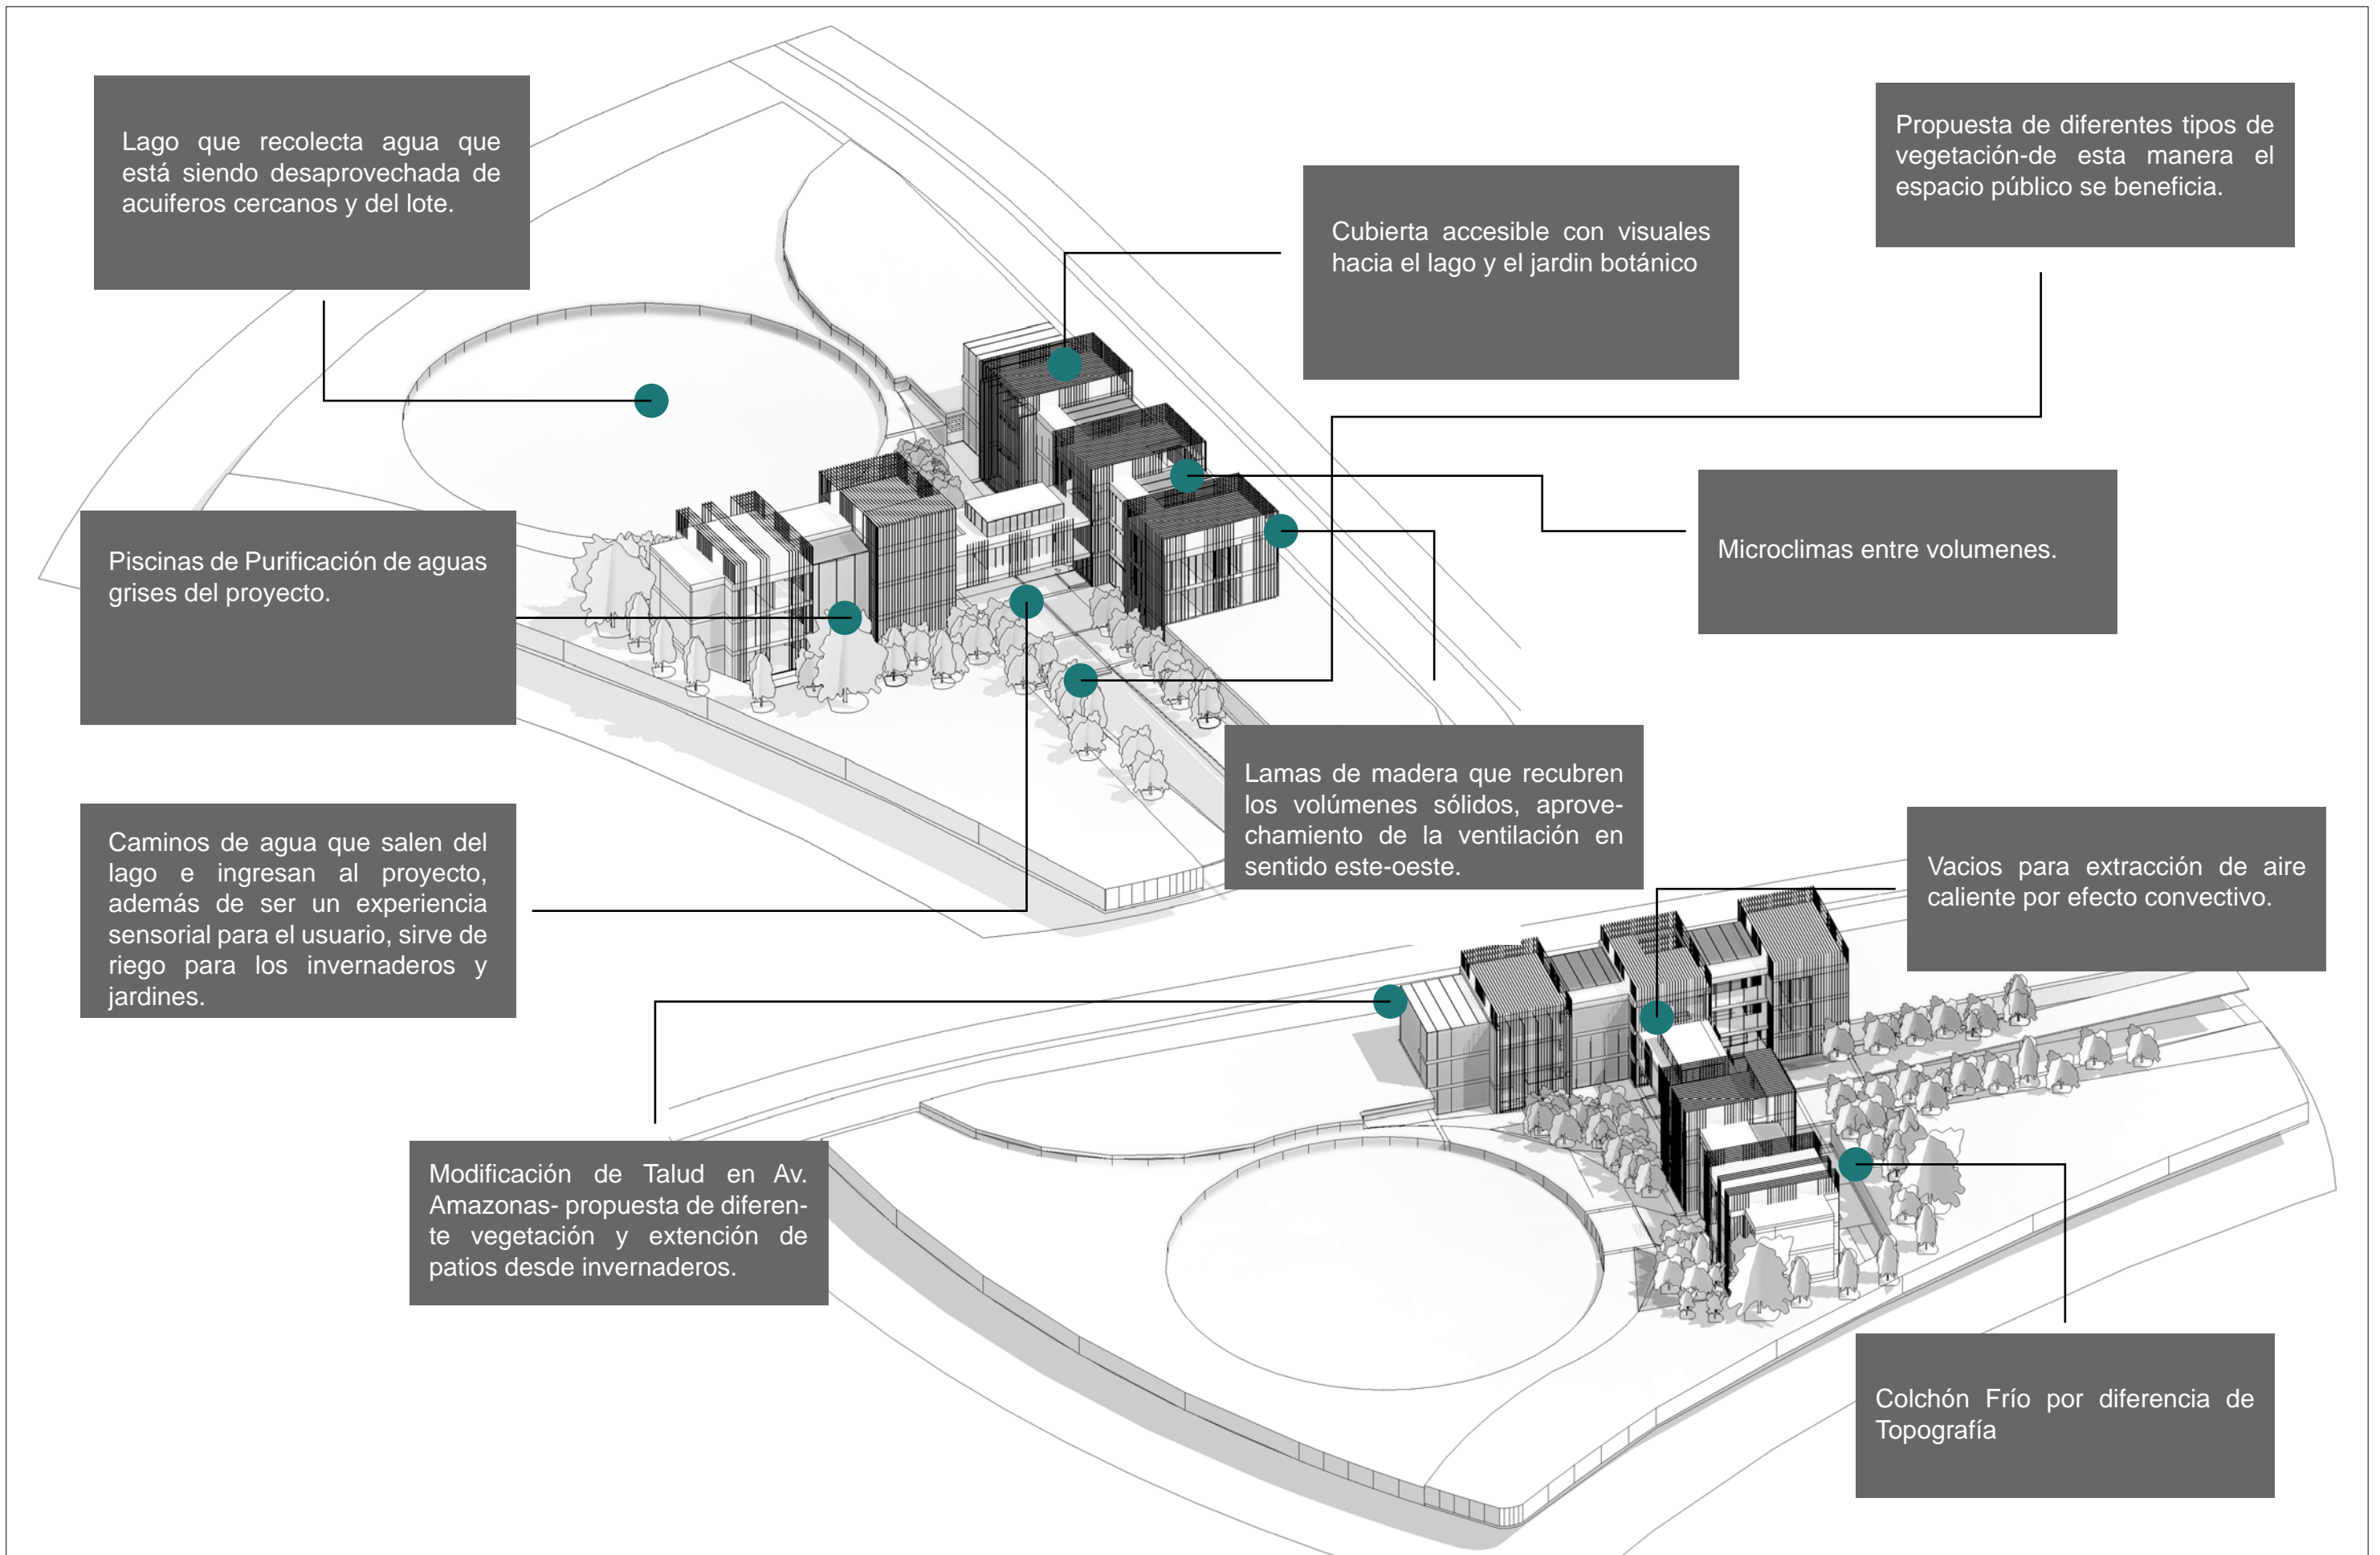 Lago que recolecta agua que
está siendo desaprovechada de
acuiferos cercanos y del lote.
Propuesta de diferentes tipos de
vegetación-de esta manera el
espacio público se beneficia.
Cubierta accesible con visuales
hacia el lago y el jardin botánico
Microclimas entre volumenes.
Piscinas de Purificación de aguas
grises del proyecto.
Lamas de madera que recubren
los volúmenes sólidos, aprove-
chamiento de la ventilación en
sentido este-oeste.
Caminos de agua que salen del
lago e ingresan al proyecto,
además de ser un experiencia
sensorial para el usuario, sirve de
riego para los invernaderos y
jardines.
Vacios para extracción de aire
caliente por efecto convectivo.
Modificación de Talud en Av.
Amazonas- propuesta de diferen-
te vegetación y extención de
patios desde invernaderos.
Colchón Frío por diferencia de
Topografía